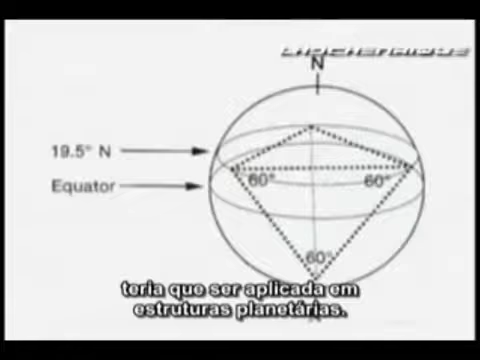 N
19.5° N
Equator
60° 60°
60°
teria que ser aplicada em
estruturas planetárias.